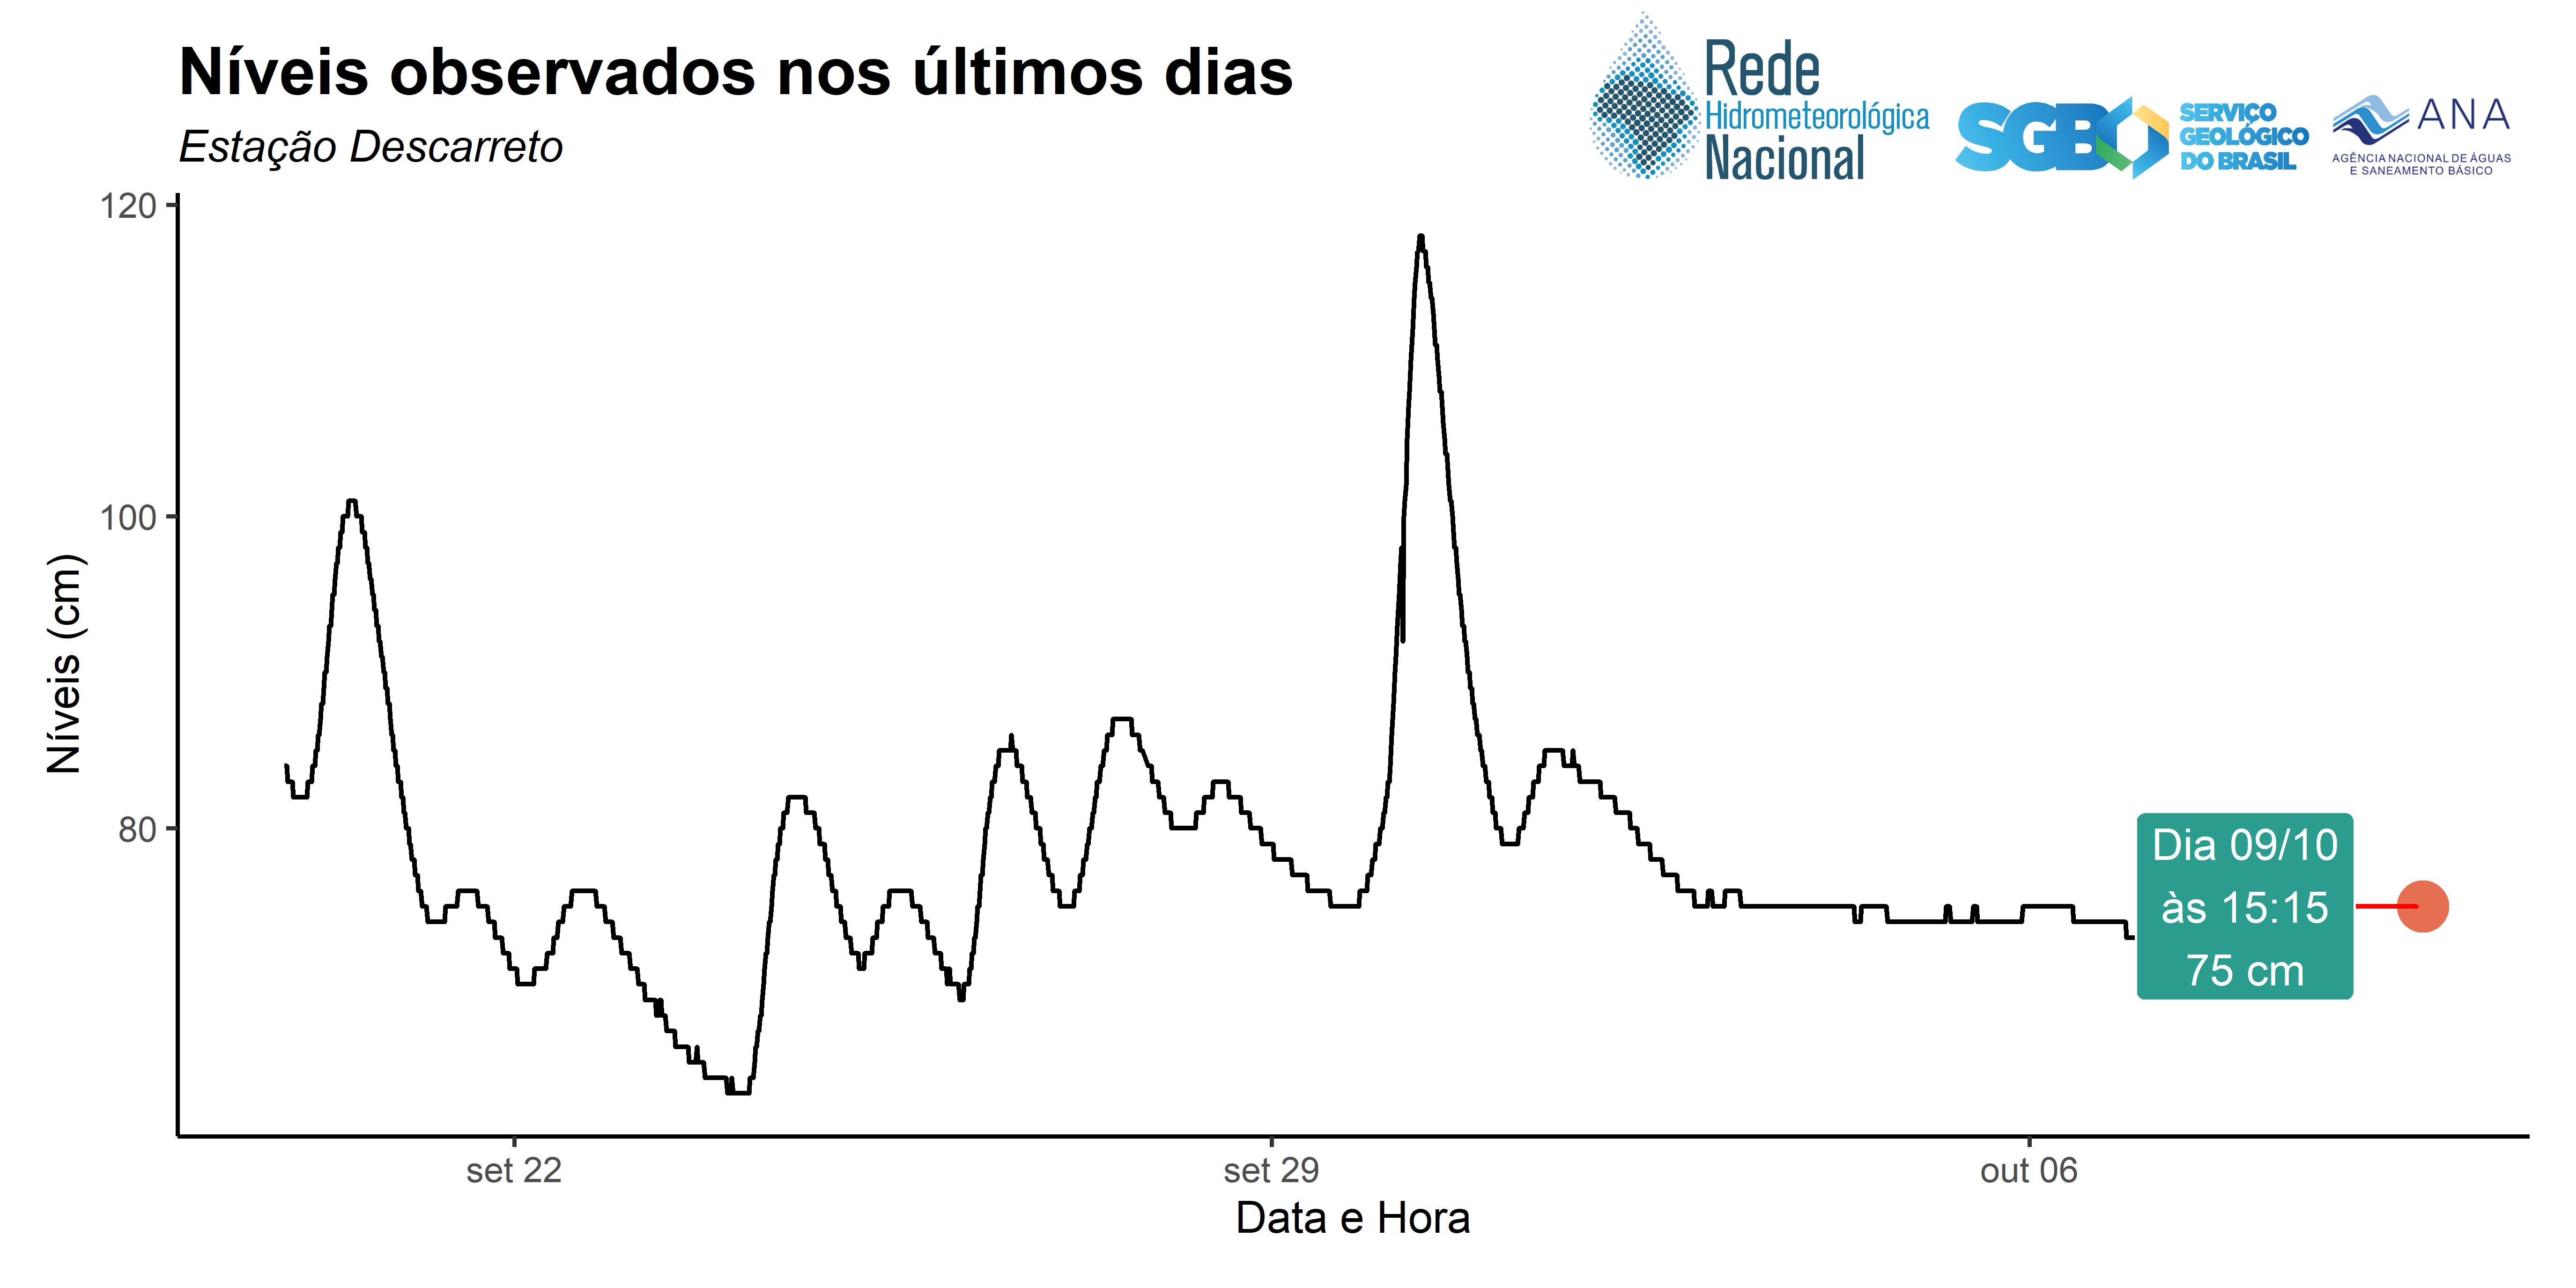 Níveis observados nos últimos dias
Estação Descarreto
Rede
Hidrometeorológica
Nacional
SGB
SERVIÇO
GEOLÓGICO
DO BRASIL
ANA
AGÊNCIA NACIONAL DE ÁGUAS
E SANEAMENTO BÁSICO
120
100
80
Níveis (cm)
Dia 09/10
às 15:15
75 cm
set 22
set 29
out 06
Data e Hora